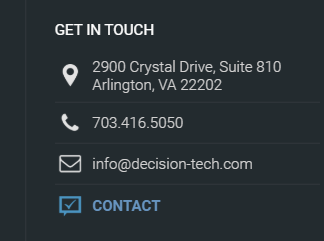 GET IN TOUCH
2900 Crystal Drive, Suite 810
Arlington, VA 22202
703.416.5050
info@decision-tech.com
CONTACT